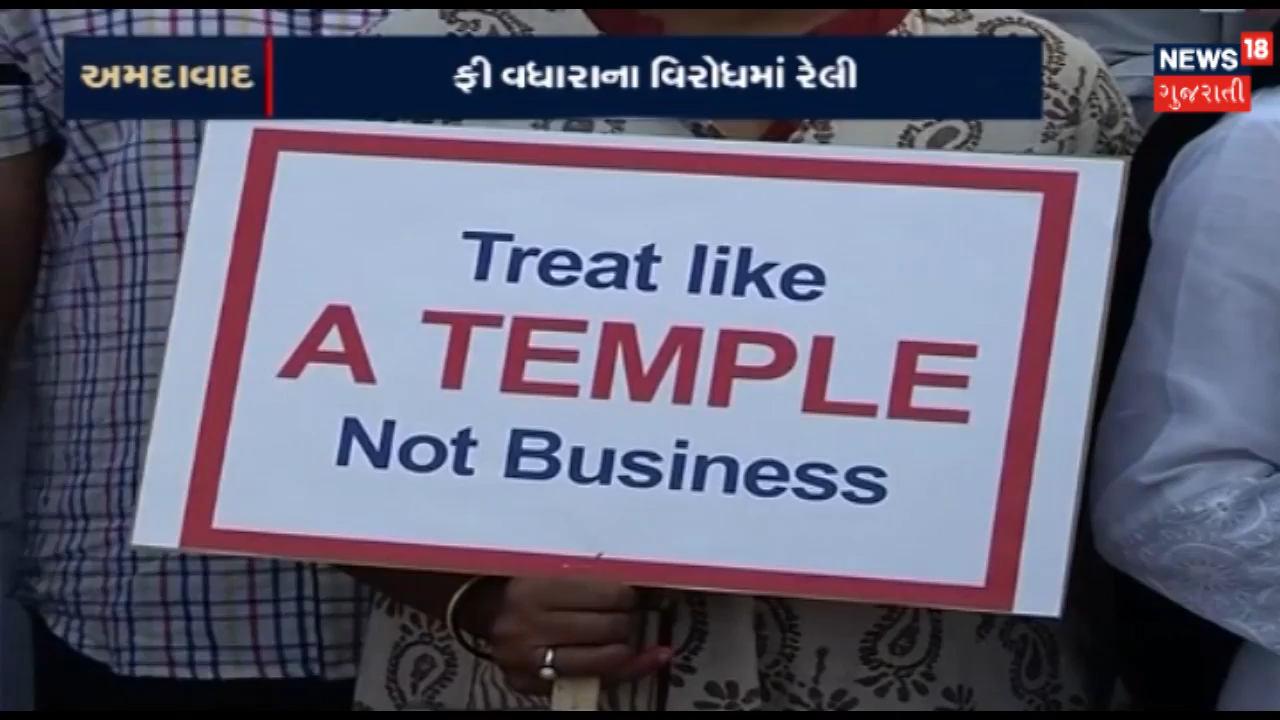 અમદાવાદ
ફી વધારાના વિરોધમાં રેલી
NEWS 18
ગુજરાતી
Treat like
A TEMPLE
Not Business